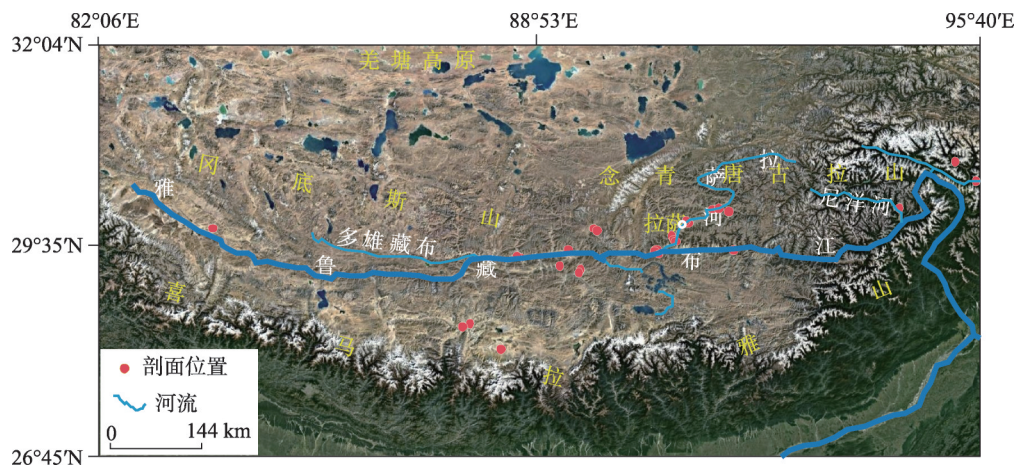 82°06′E
88°53′E
95°40′E
32°04′N
29°35′N
26°45′N
羌塘高原
冈底斯山
念青唐古拉山
拉萨河
尼洋河
拉萨
多雄藏布
雅鲁藏布江
喜马拉雅山
剖面位置
河流
0 144 km